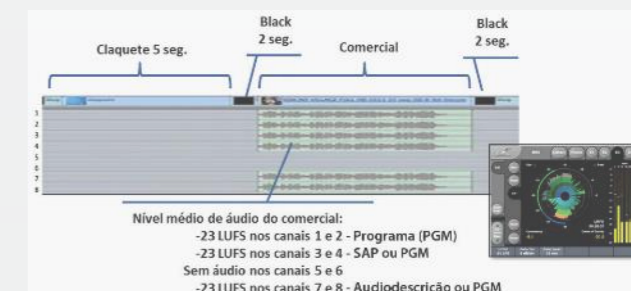 Black
2 seg.
Black
2 seg.
Claquete 5 seg.
Comercial
1
2
3
4
5
6
7
8
Nível médio de áudio do comercial:
-23 LUFS nos canais 1 e 2 - Programa (PGM)
-23 LUFS nos canais 3 e 4 - SAP ou PGM
Sem áudio nos canais 5 e 6
-23 LUFS nos canais 7 e 8 - Audiodescrição ou PGM